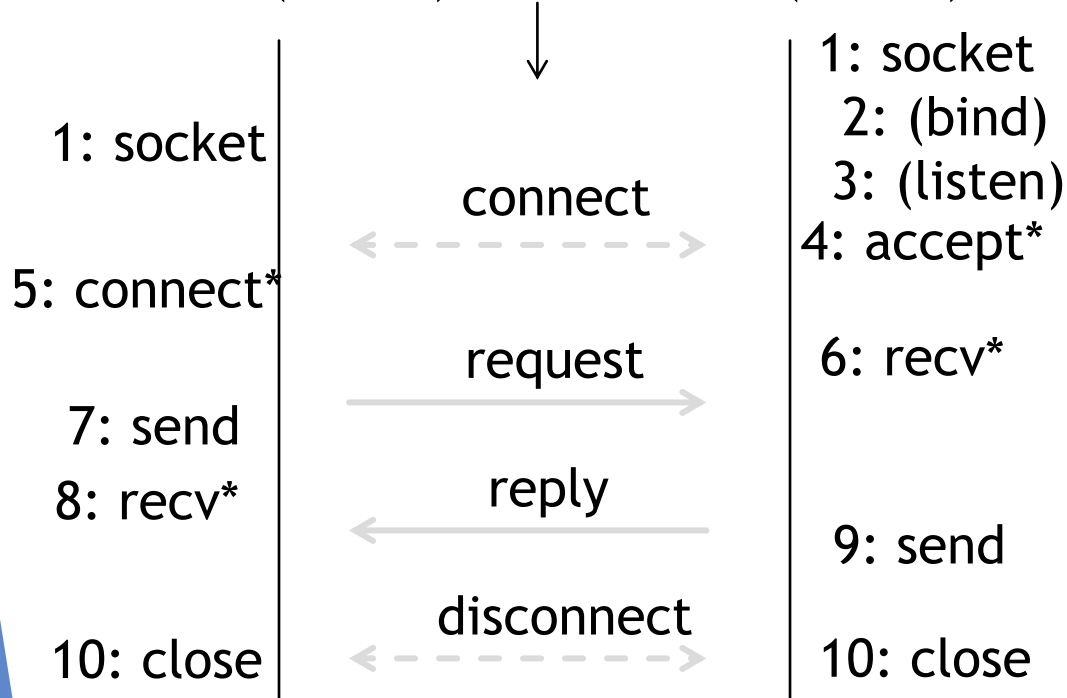 1: socket
2: (bind)
1: socket
3: (listen)
connect
4: accept*
5: connect*
request
6: recv*
7: send
8: recv*
reply
9: send
disconnect
10: close
10: close